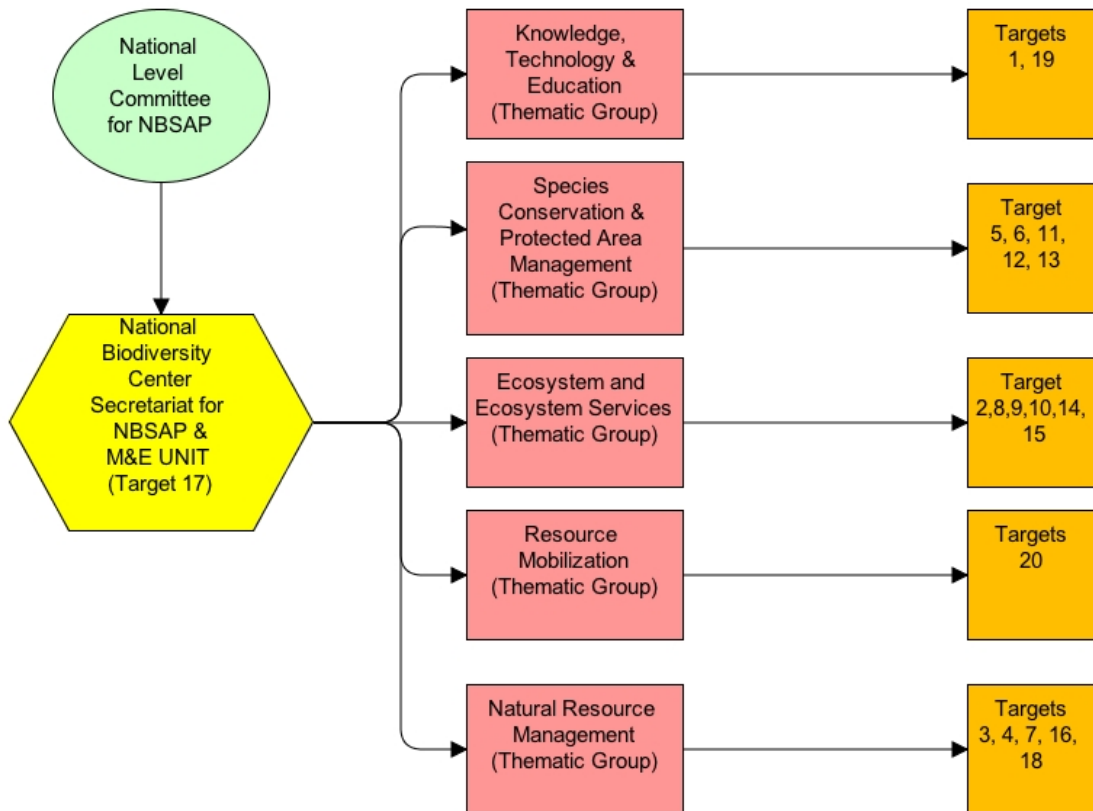 National
Level
Committee
for NBSAP
National
Biodiversity
Center
Secretariat for
NBSAP &
M&E UNIT
(Target 17)
Knowledge,
Technology &
Education
(Thematic Group)
Targets
1, 19
Species
Conservation &
Protected Area
Management
(Thematic Group)
Target
5, 6, 11,
12, 13
Ecosystem and
Ecosystem Services
(Thematic Group)
Target
2,8,9,10,14,
15
Resource
Mobilization
(Thematic Group)
Targets
20
Natural Resource
Management
(Thematic Group)
Targets
3, 4, 7, 16,
18